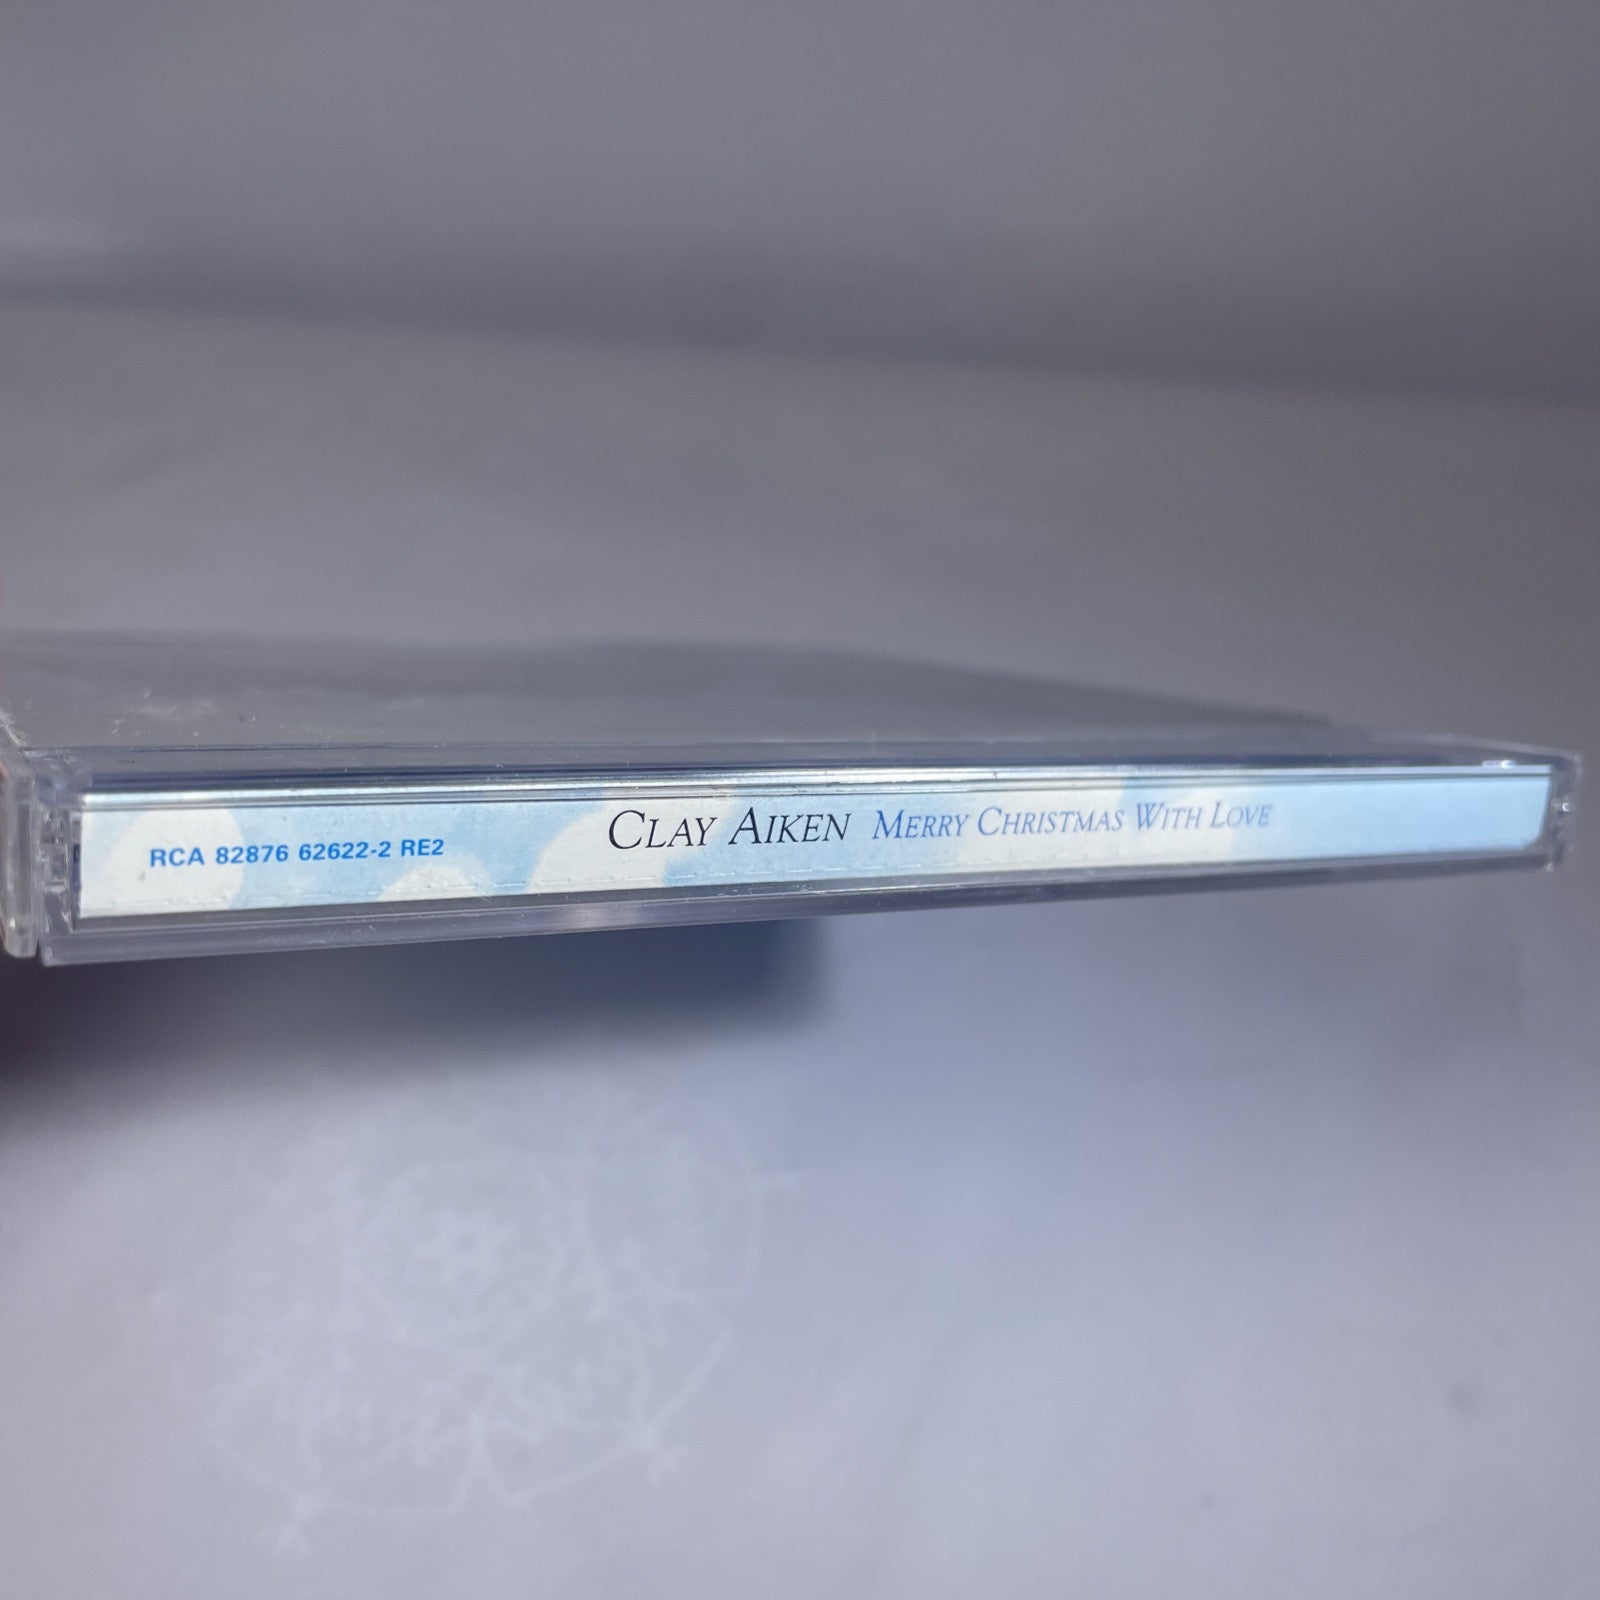 RCA 82876 62622-2 RE2 CLAY AIKEN MERRY CHRISTMAS WITH LOVE